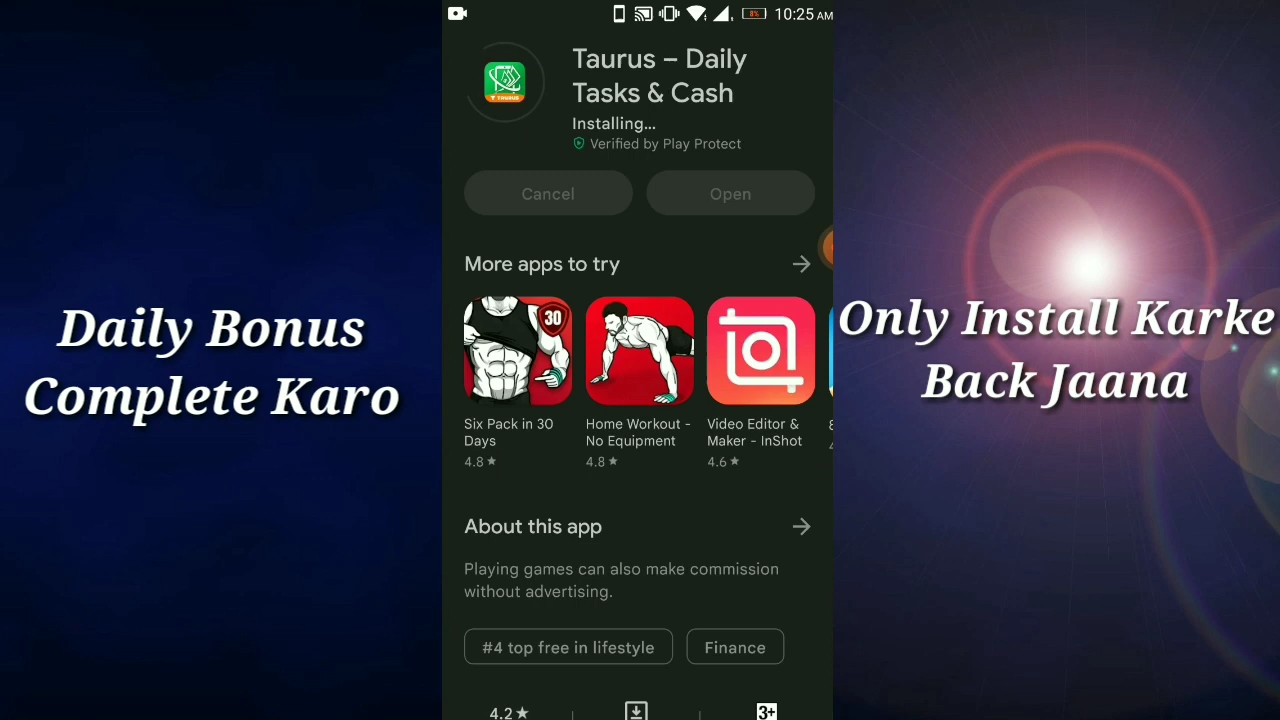 8%
10:25 AM
Taurus – Daily
Tasks & Cash
TAURUS
Installing...
Verified by Play Protect
Cancel
Open
More apps to try
30
Six Pack in 30
Days
4.8★
Home Workout -
No Equipment
4.8★
Video Editor &
Maker - InShot
4.6★
About this app
Playing games can also make commission
without advertising.
#4 top free in lifestyle
Finance
4.2★
3+
Daily Bonus
Complete Karo
Only Install Karke
Back Jaana